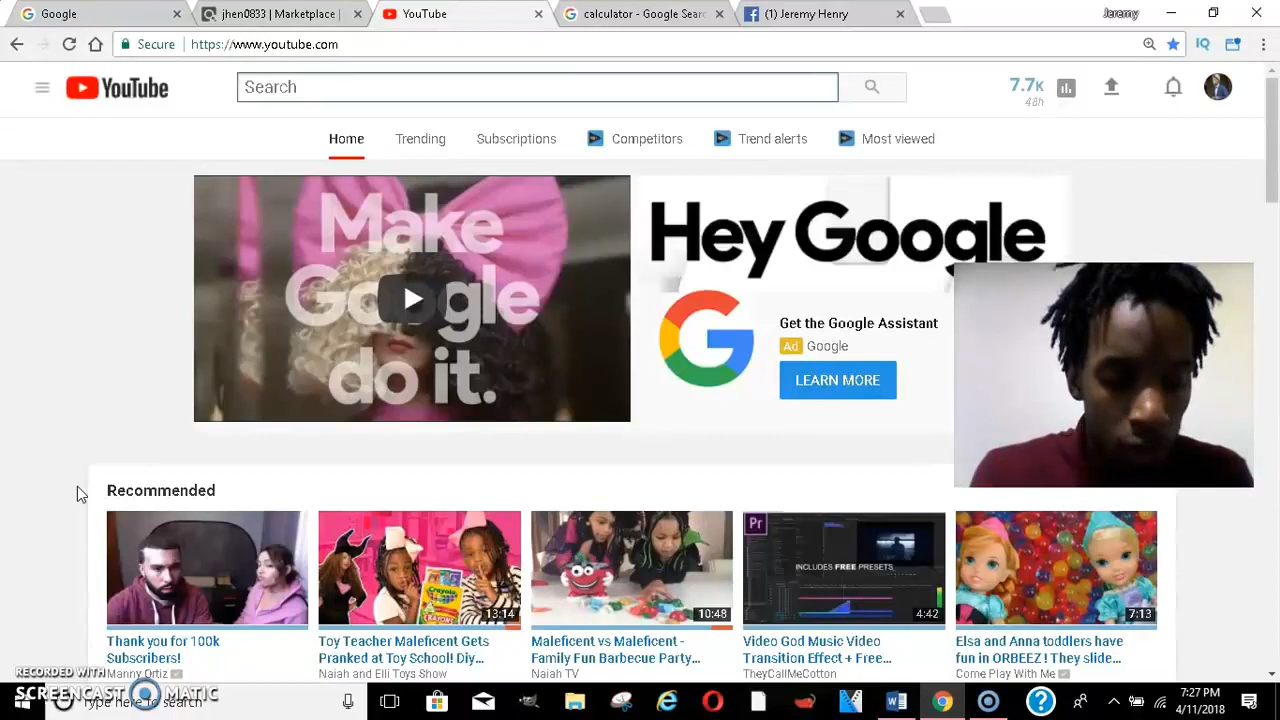 Google
jhen0833 | Marketplace |
YouTube
calculator - Google Sear
(1) Jeremy Henry
Jeremy
Secure
https://www.youtube.com
IQ
YouTube
Search
7.7K
48h
Home
Trending
Subscriptions
Competitors
Trend alerts
Most viewed
Make
Google
do it.
Hey Google
Get the Google Assistant
Ad Google
LEARN MORE
Recommended
13:14
10:48
Pr
INCLUDES FREE PRESETS
4:42
7:13
Thank you for 100k
Subscribers!
Manny Ortiz
Toy Teacher Maleficent Gets
Pranked at Toy School! Diy...
Naiah and Elli Toys Show
Maleficent vs Maleficent -
Family Fun Barbecue Party...
Naiah TV
Video God Music Video
Transition Effect + Free...
TheyCallMeCotton
Elsa and Anna toddlers have
fun in ORBEEZ ! They slide...
Come Play With Me
RECORDED WITH
SCREENCAST MATIC
Type here to search
7:27 PM
4/11/2018